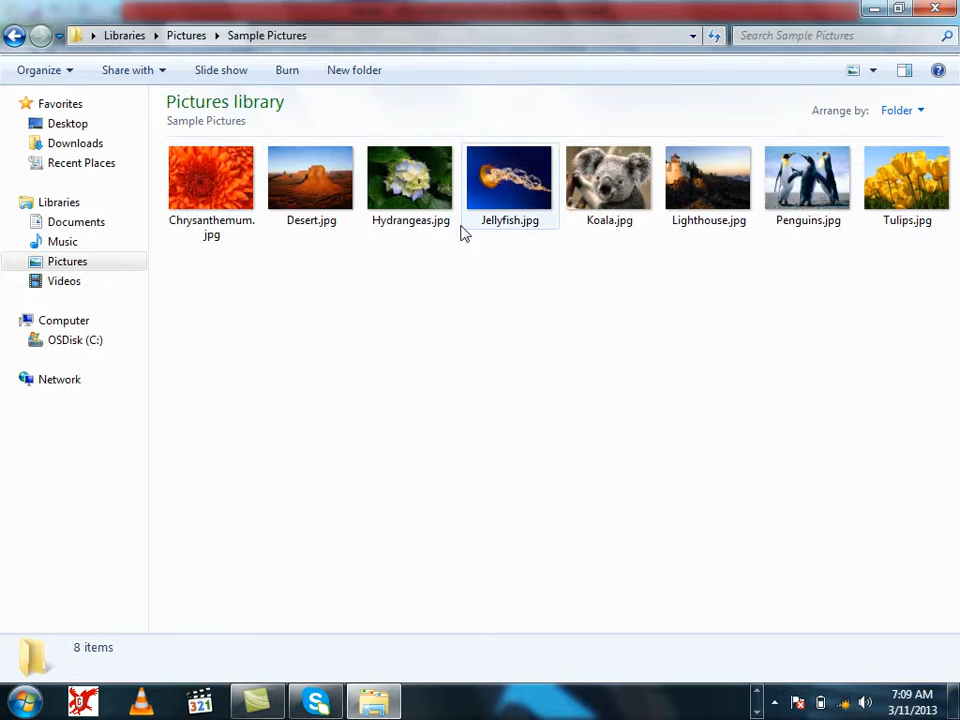 Libraries Pictures Sample Pictures
Search Sample Pictures
Organize Share with Slide show Burn New folder
Favorites
Desktop
Downloads
Recent Places
Libraries
Documents
Music
Pictures
Videos
Computer
OSDisk (C:)
Network
Pictures library
Sample Pictures
Arrange by: Folder
Chrysanthemum.
jpg
Desert.jpg
Hydrangeas.jpg
Jellyfish.jpg
Koala.jpg
Lighthouse.jpg
Penguins.jpg
Tulips.jpg
8 items
321
7:09 AM
3/11/2013